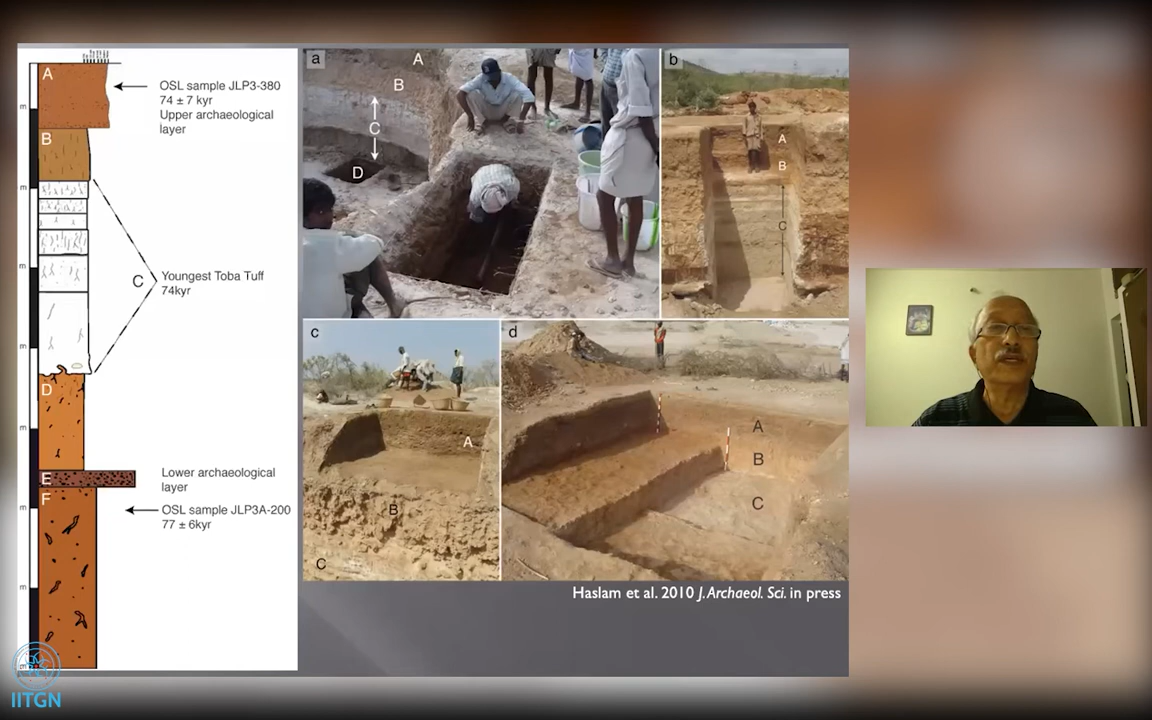 A
OSL sample JLP3-380
74 ± 7 kyr
Upper archaeological
layer
B
C
Youngest Toba Tuff
74kyr
D
E
Lower archaeological
layer
F
OSL sample JLP3A-200
77 ± 6kyr
m
m
m
m
m
m
m
m
a
A
B
C
D
b
A
B
C
c
A
B
C
d
A
B
C
Haslam et al. 2010 J. Archaeol. Sci. in press
IITGN